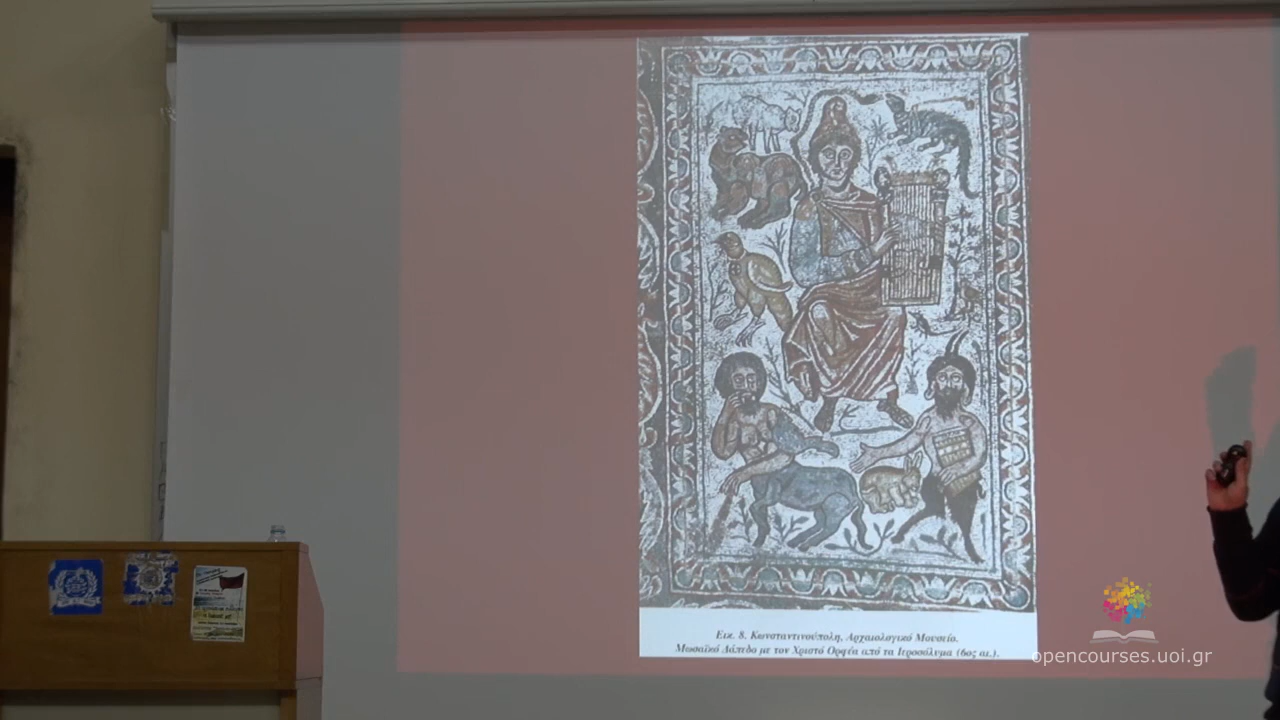 Εικ. 8. Κωνσταντινούπολη, Αρχαιολογικό Μουσείο.
Μωσαϊκό Δάπεδο με τον Χριστό Ορφέα από τα Ιεροσόλυμα (6ος αι.).
opencourses.uoi.gr